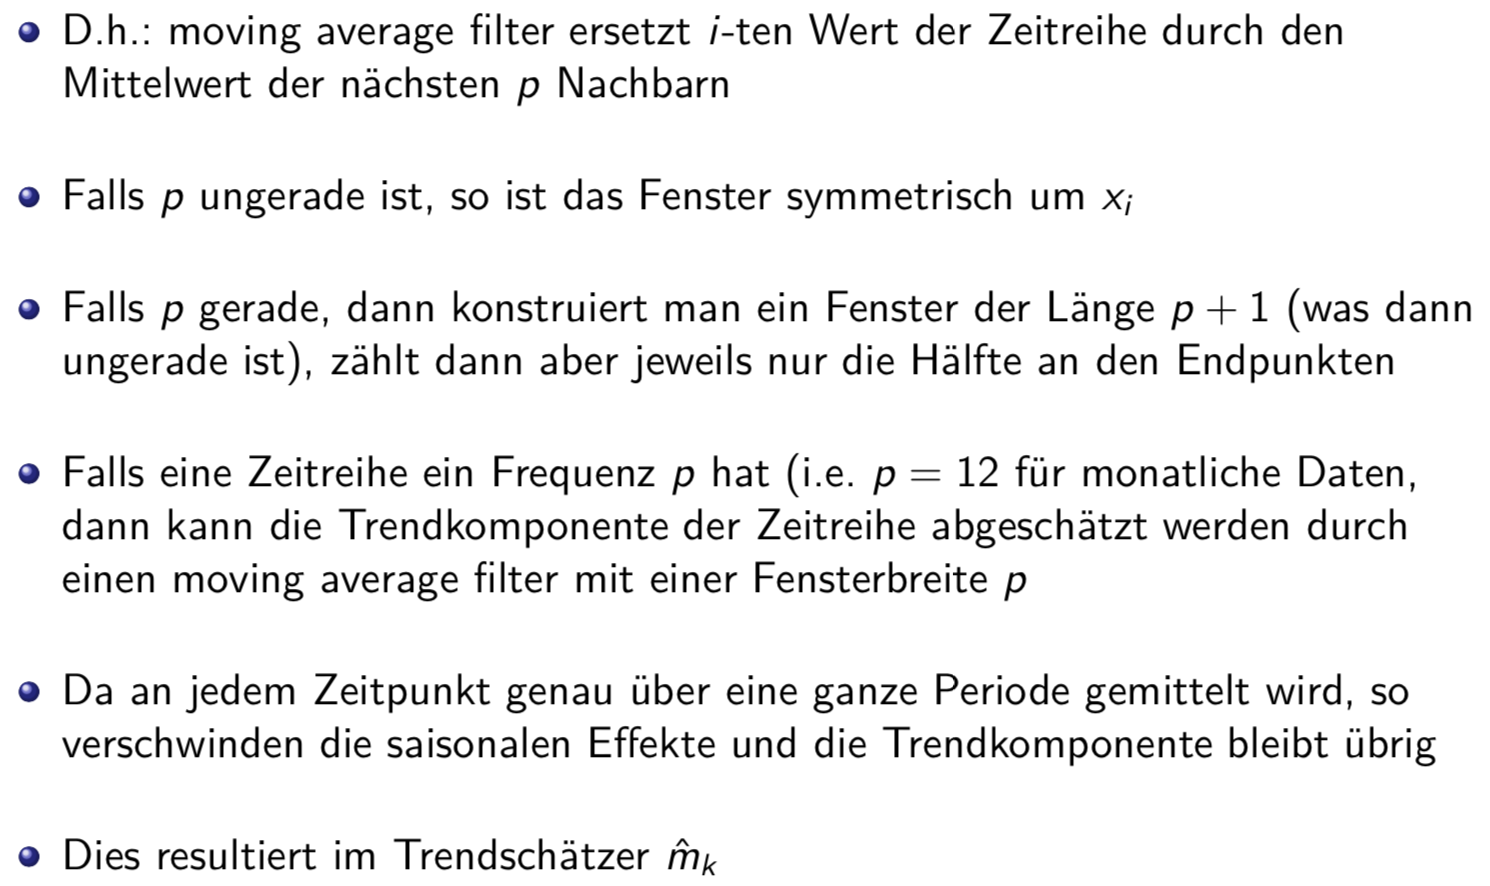 D.h.: moving average filter ersetzt i-ten Wert der Zeitreihe durch den
Mittelwert der nächsten p Nachbarn
Falls p ungerade ist, so ist das Fenster symmetrisch um xᵢ
Falls p gerade, dann konstruiert man ein Fenster der Länge p + 1 (was dann
ungerade ist), zählt dann aber jeweils nur die Hälfte an den Endpunkten
Falls eine Zeitreihe ein Frequenz p hat (i.e. p = 12 für monatliche Daten,
dann kann die Trendkomponente der Zeitreihe abgeschätzt werden durch
einen moving average filter mit einer Fensterbreite p
Da an jedem Zeitpunkt genau über eine ganze Periode gemittelt wird, so
verschwinden die saisonalen Effekte und die Trendkomponente bleibt übrig
Dies resultiert im Trendschätzer m̂ₖ